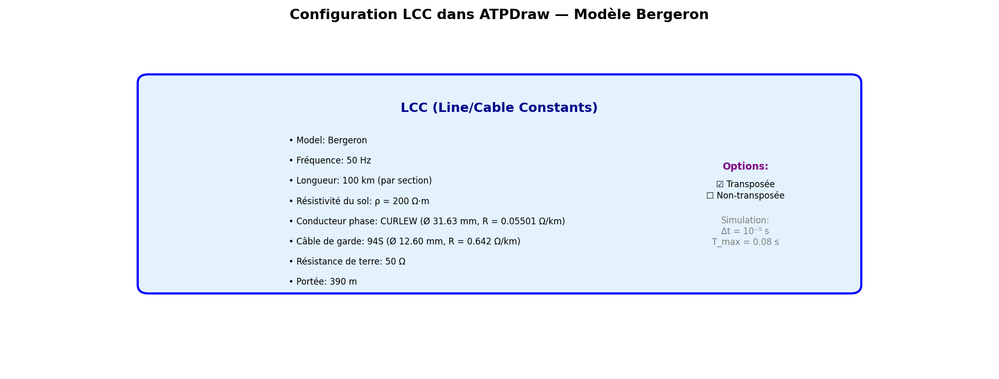 Configuration LCC dans ATPDraw — Modèle Bergeron
LCC (Line/Cable Constants)
• Model: Bergeron
• Fréquence: 50 Hz
• Longueur: 100 km (par section)
• Résistivité du sol: ρ = 200 Ω·m
• Conducteur phase: CURLEW (Ø 31.63 mm, R = 0.05501 Ω/km)
• Câble de garde: 94S (Ø 12.60 mm, R = 0.642 Ω/km)
• Résistance de terre: 50 Ω
• Portée: 390 m
Options:
☑ Transposée
☐ Non-transposée
Simulation:
Δt = 10⁻⁵ s
T_max = 0.08 s